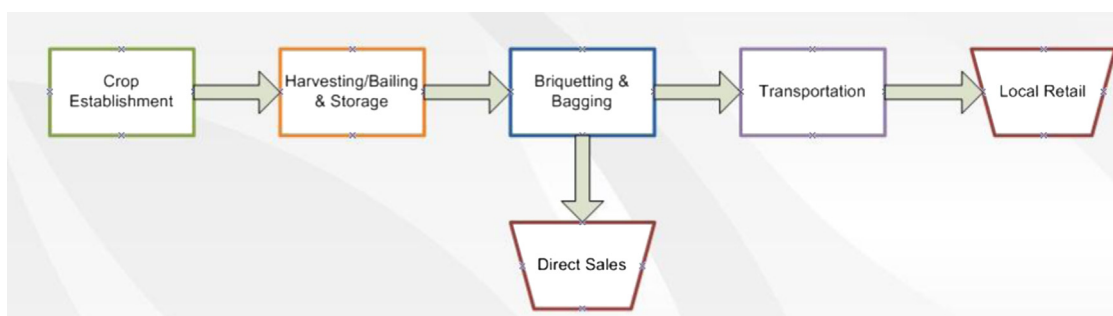 Crop
Establishment
Harvesting/Bailing
& Storage
Briquetting &
Bagging
Transportation
Local Retail
Direct Sales